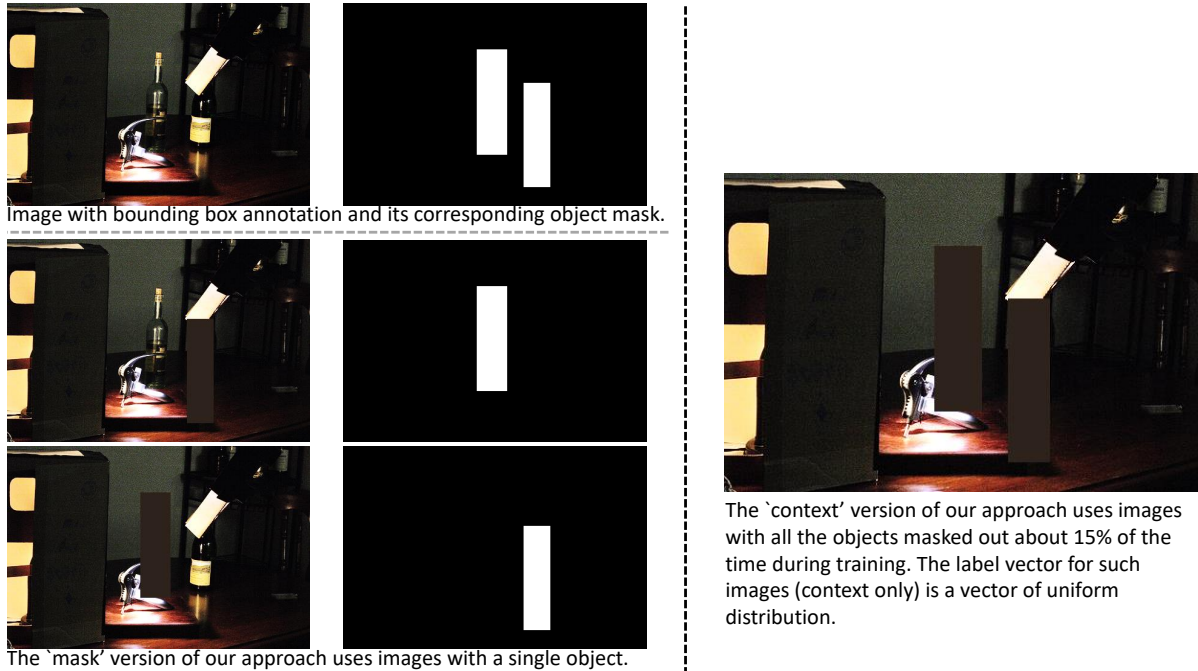 Image with bounding box annotation and its corresponding object mask.
The `mask’ version of our approach uses images with a single object.
The `context’ version of our approach uses images
with all the objects masked out about 15% of the
time during training. The label vector for such
images (context only) is a vector of uniform
distribution.